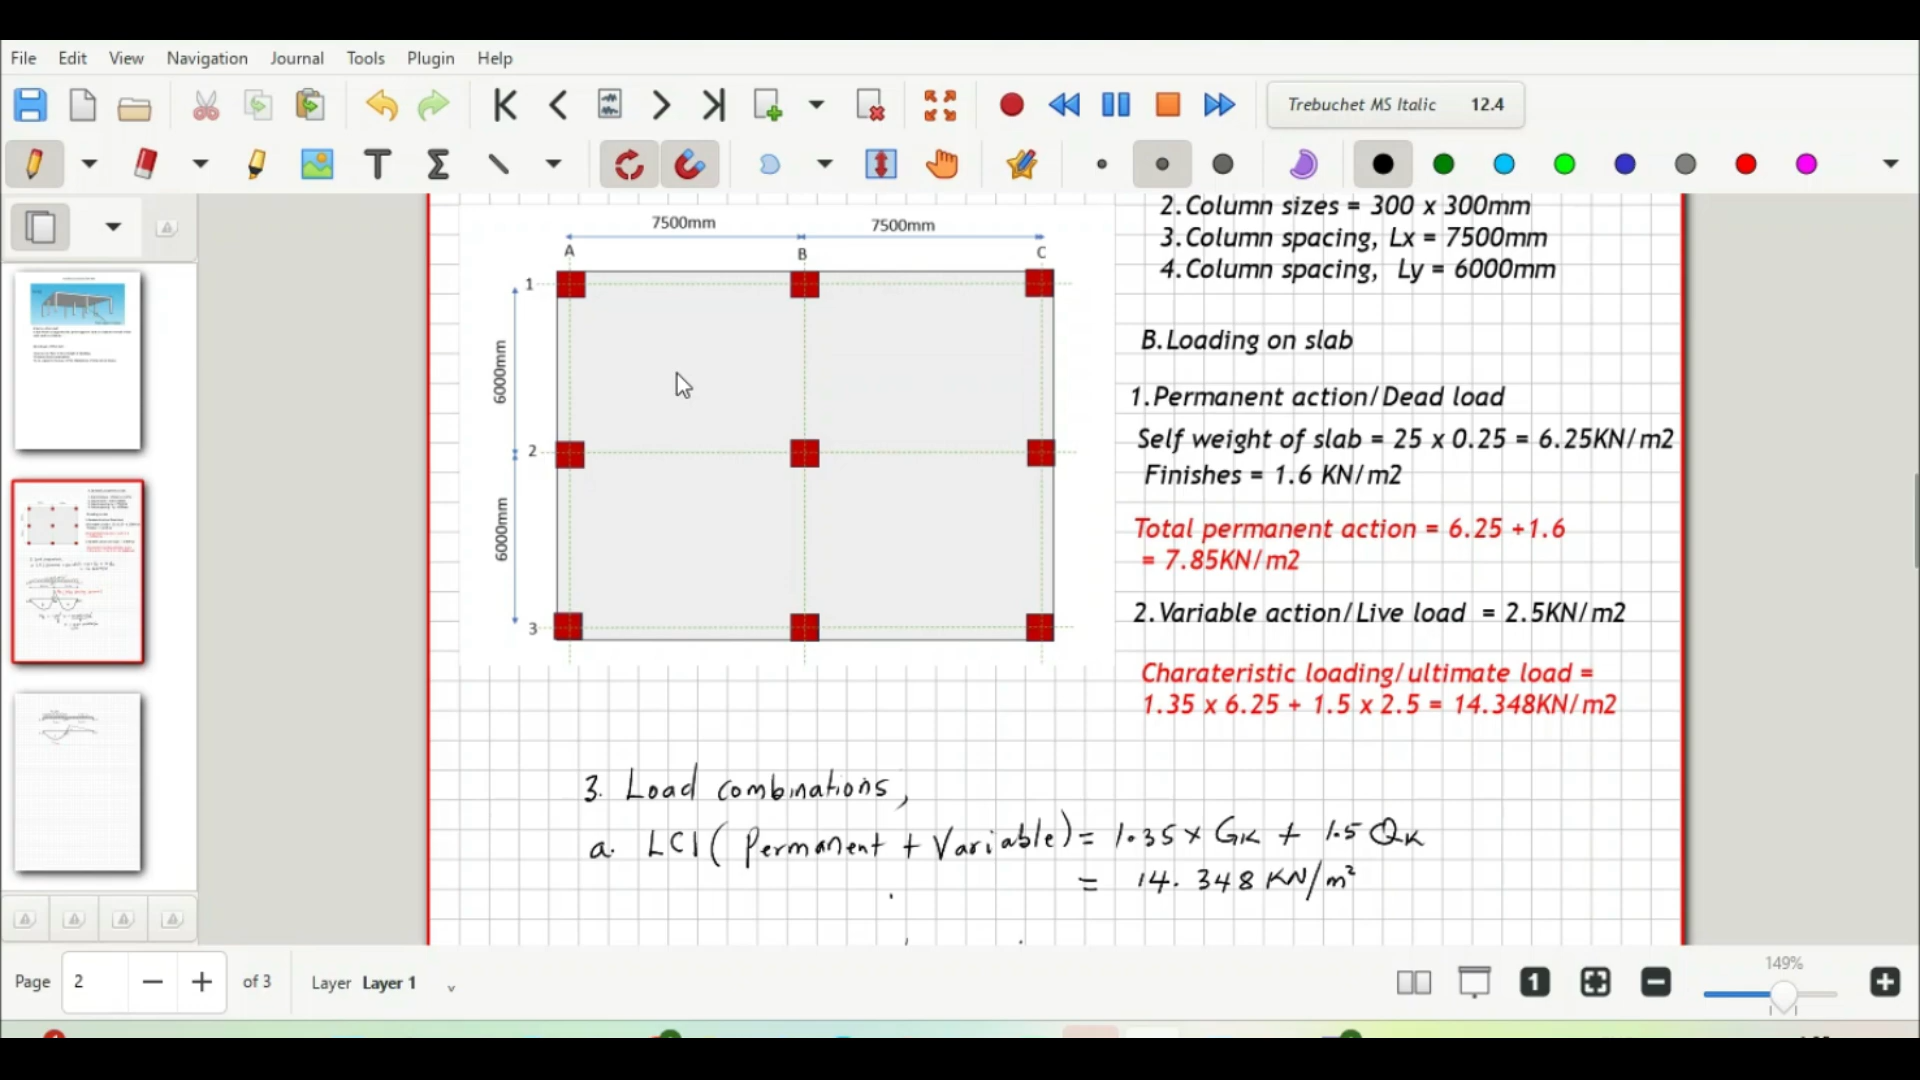 File Edit View Navigation Journal Tools Plugin Help
Trebuchet MS Italic 12.4
7500mm 7500mm
A B C
1
2
3
6000mm
6000mm
2.Column sizes = 300 x 300mm
3.Column spacing, Lx = 7500mm
4.Column spacing, Ly = 6000mm
B.Loading on slab
1.Permanent action/Dead load
Self weight of slab = 25 x 0.25 = 6.25KN/m2
Finishes = 1.6 KN/m2
Total permanent action = 6.25 +1.6
= 7.85KN/m2
2.Variable action/Live load = 2.5KN/m2
Charateristic loading/ultimate load =
1.35 x 6.25 + 1.5 x 2.5 = 14.348KN/m2
3. Load combinations,
a. LC1( Permanent + Variable) = 1.35 x GK + 1.5 QK
= 14.348 KN/m²
Page 2 of 3 Layer Layer 1
149%